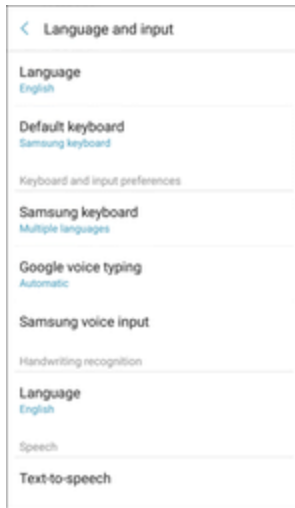 Language and input
Language
English
Default keyboard
Samsung keyboard
Keyboard and input preferences
Samsung keyboard
Multiple languages
Google voice typing
Automatic
Samsung voice input
Handwriting recognition
Language
English
Speech
Text-to-speech